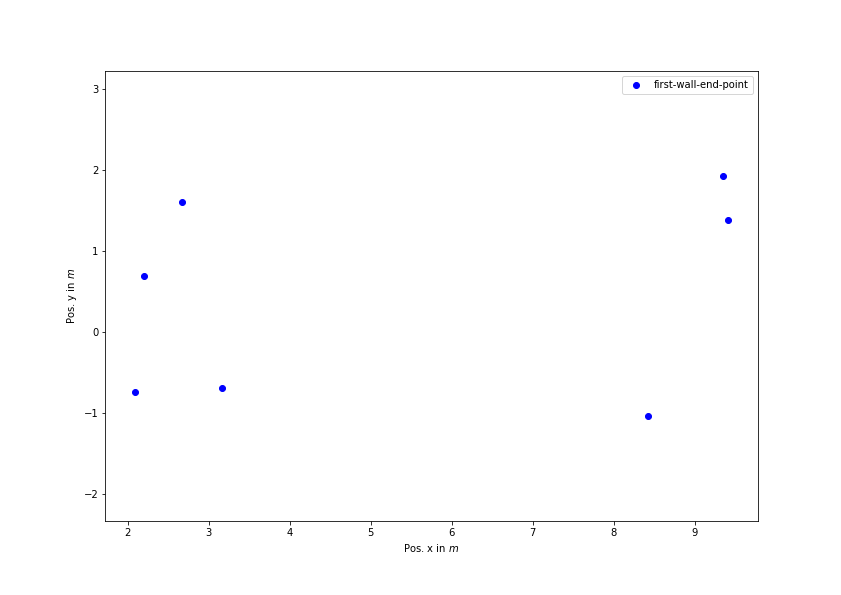 first-wall-end-point
3
2
1
0
−1
−2
Pos. y in m
2 3 4 5 6 7 8 9
Pos. x in m